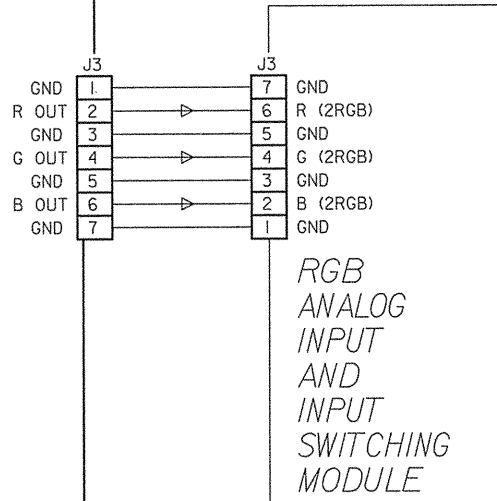 J3 J3
GND 1 7 GND
R OUT 2 6 R (2RGB)
GND 3 5 GND
G OUT 4 4 G (2RGB)
GND 5 3 GND
B OUT 6 2 B (2RGB)
GND 7 1 GND
RGB
ANALOG
INPUT
AND
INPUT
SWITCHING
MODULE